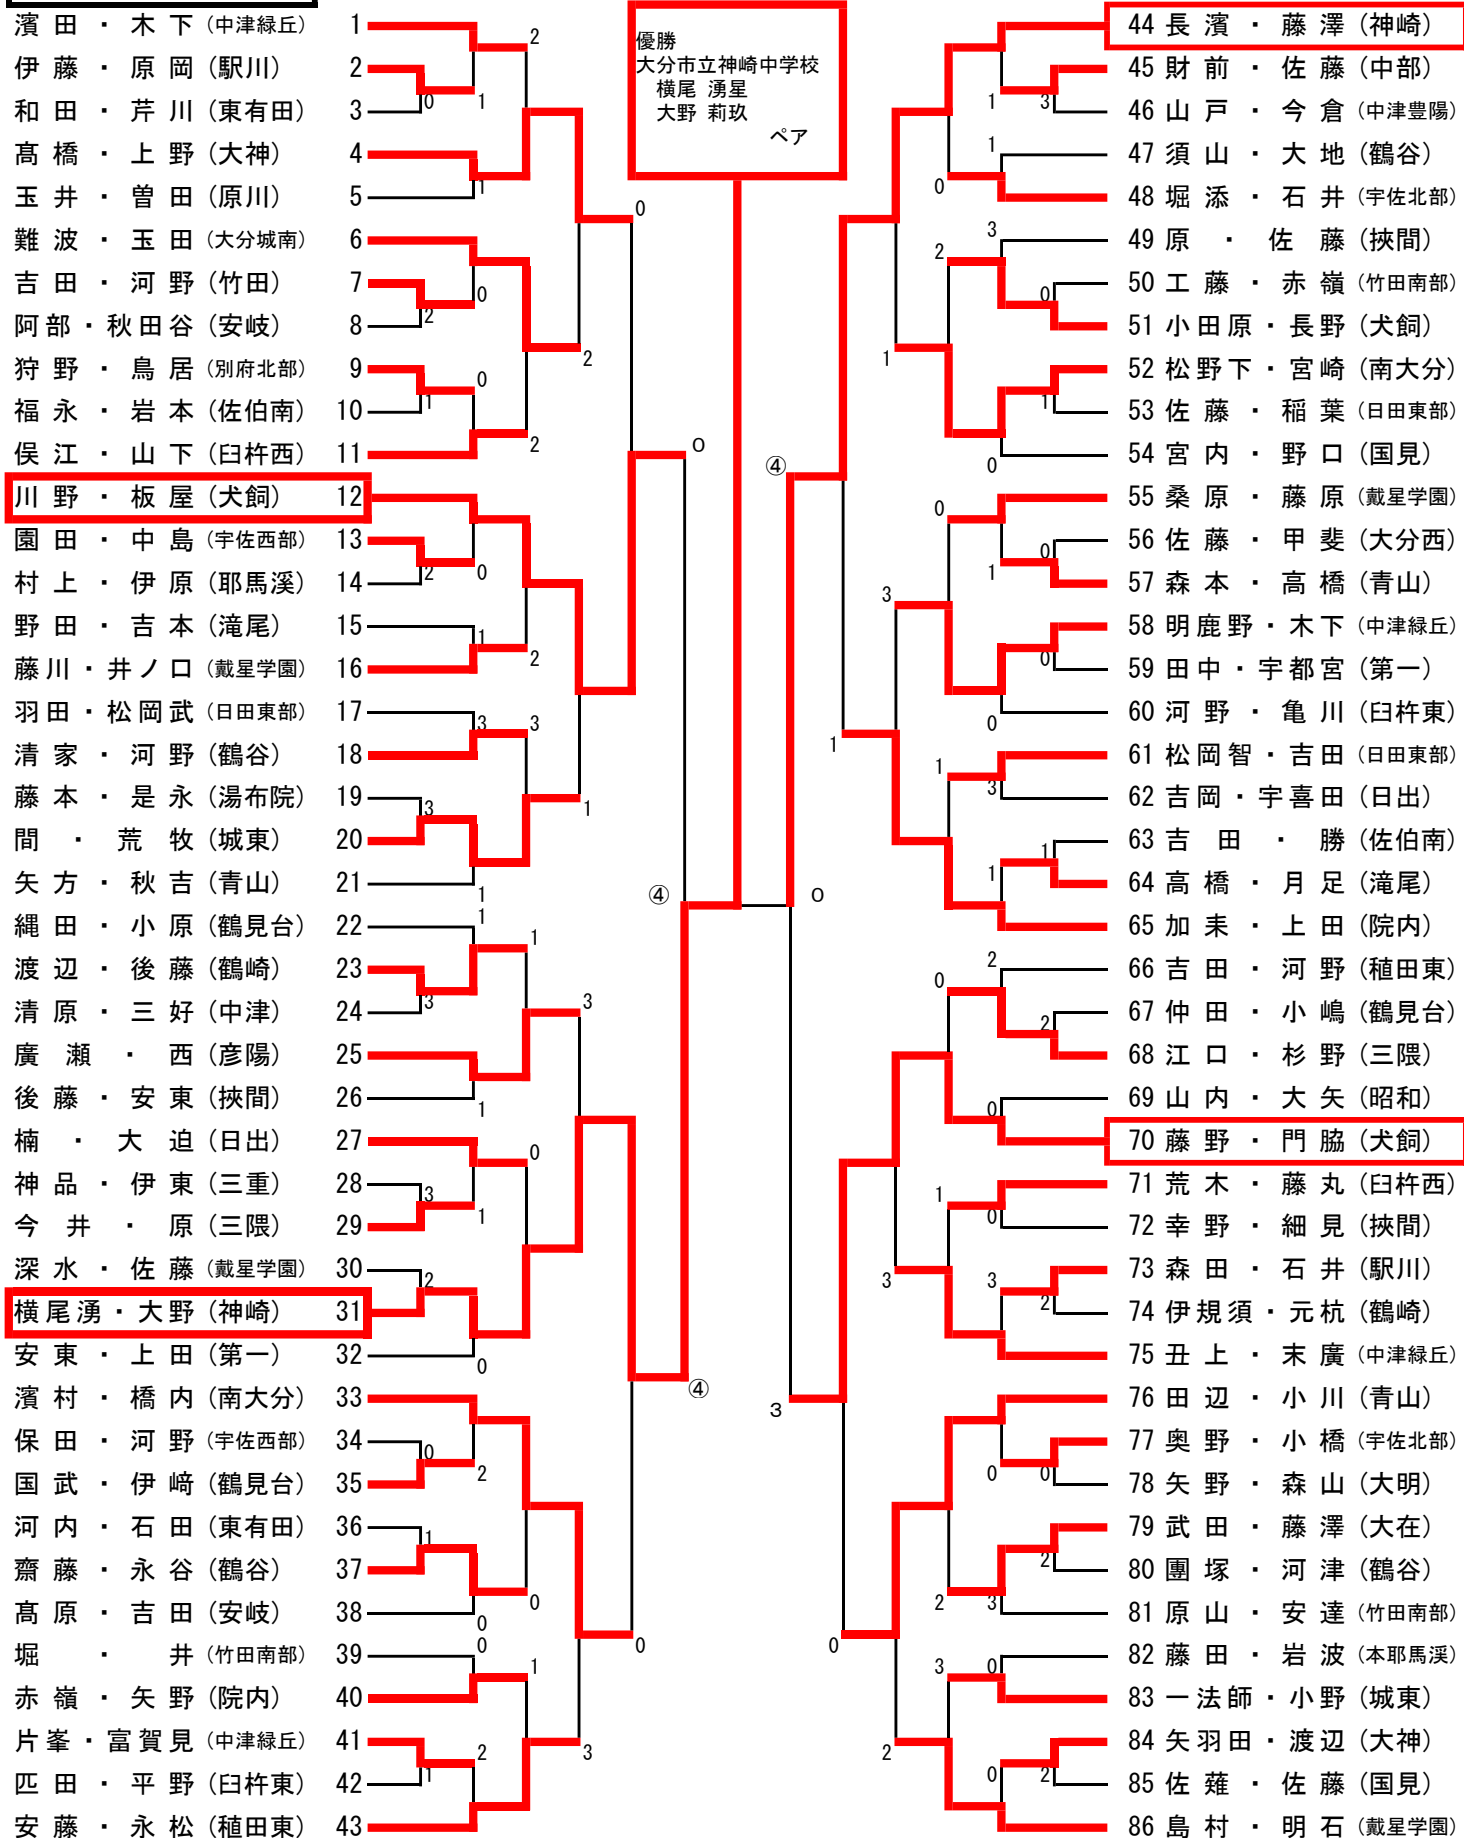 優勝
大分市立神崎中学校
横尾 湧星
大野 莉玖
ペア
濱田・木下(中津緑丘) 1
伊藤・原岡(駅川) 2
和田・芹川(東有田) 3
髙橋・上野(大神) 4
玉井・曽田(原川) 5
難波・玉田(大分城南) 6
吉田・河野(竹田) 7
阿部・秋田谷(安岐) 8
狩野・鳥居(別府北部) 9
福永・岩本(佐伯南) 10
俣江・山下(臼杵西) 11
川野・板屋(犬飼) 12
園田・中島(宇佐西部) 13
村上・伊原(耶馬溪) 14
野田・吉本(滝尾) 15
藤川・井ノ口(戴星学園) 16
羽田・松岡武(日田東部) 17
清家・河野(鶴谷) 18
藤本・是永(湯布院) 19
間・荒牧(城東) 20
矢方・秋吉(青山) 21
縄田・小原(鶴見台) 22
渡辺・後藤(鶴崎) 23
清原・三好(中津) 24
廣瀬・西(彦陽) 25
後藤・安東(挾間) 26
楠・大迫(日出) 27
神品・伊東(三重) 28
今井・原(三隈) 29
深水・佐藤(戴星学園) 30
横尾湧・大野(神崎) 31
安東・上田(第一) 32
濱村・橋内(南大分) 33
保田・河野(宇佐西部) 34
国武・伊﨑(鶴見台) 35
河内・石田(東有田) 36
齋藤・永谷(鶴谷) 37
髙原・吉田(安岐) 38
堀・井(竹田南部) 39
赤嶺・矢野(院内) 40
片峯・富賀見(中津緑丘) 41
匹田・平野(臼杵東) 42
安藤・永松(稙田東) 43
44 長濱・藤澤(神崎)
45 財前・佐藤(中部)
46 山戸・今倉(中津豊陽)
47 須山・大地(鶴谷)
48 堀添・石井(宇佐北部)
49 原・佐藤(挾間)
50 工藤・赤嶺(竹田南部)
51 小田原・長野(犬飼)
52 松野下・宮崎(南大分)
53 佐藤・稲葉(日田東部)
54 宮内・野口(国見)
55 桑原・藤原(戴星学園)
56 佐藤・甲斐(大分西)
57 森本・高橋(青山)
58 明鹿野・木下(中津緑丘)
59 田中・宇都宮(第一)
60 河野・亀川(臼杵東)
61 松岡智・吉田(日田東部)
62 吉岡・宇喜田(日出)
63 吉田・勝(佐伯南)
64 高橋・月足(滝尾)
65 加来・上田(院内)
66 吉田・河野(稙田東)
67 仲田・小嶋(鶴見台)
68 江口・杉野(三隈)
69 山内・大矢(昭和)
70 藤野・門脇(犬飼)
71 荒木・藤丸(臼杵西)
72 幸野・細見(挾間)
73 森田・石井(駅川)
74 伊規須・元杭(鶴崎)
75 丑上・末廣(中津緑丘)
76 田辺・小川(青山)
77 奥野・小橋(宇佐北部)
78 矢野・森山(大明)
79 武田・藤澤(大在)
80 團塚・河津(鶴谷)
81 原山・安達(竹田南部)
82 藤田・岩波(本耶馬渓)
83 一法師・小野(城東)
84 矢羽田・渡辺(大神)
85 佐薙・佐藤(国見)
86 島村・明石(戴星学園)